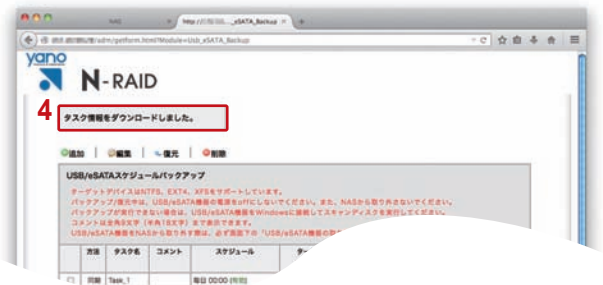 NAS
http://
_eSATA_Backup
/adm/getform.html?Module=Usb_eSATA_Backup
yano
N-RAID
4
タスク情報をダウンロードしました。
追加 | 編集 | 復元 | 削除
USB/eSATAスケジュールバックアップ
ターゲットデバイスはNTFS、EXT4、XFSをサポートしています。
バックアップ/復元中は、USB/eSATA機器の電源をoffにしないでください。また、NASから取り外さないでください。
バックアップが実行できない場合は、USB/eSATA機器をWindowsに接続してスキャンディスクを実行してください。
コメントは全角9文字（半角18文字）まで表示できます。
USB/eSATA機器をNASから取り外す際は、必ず画面下の「USB/eSATA機器の取
方法 タスク名 コメント スケジュール ター
同期 Task_1 毎日 00:00 (有効)